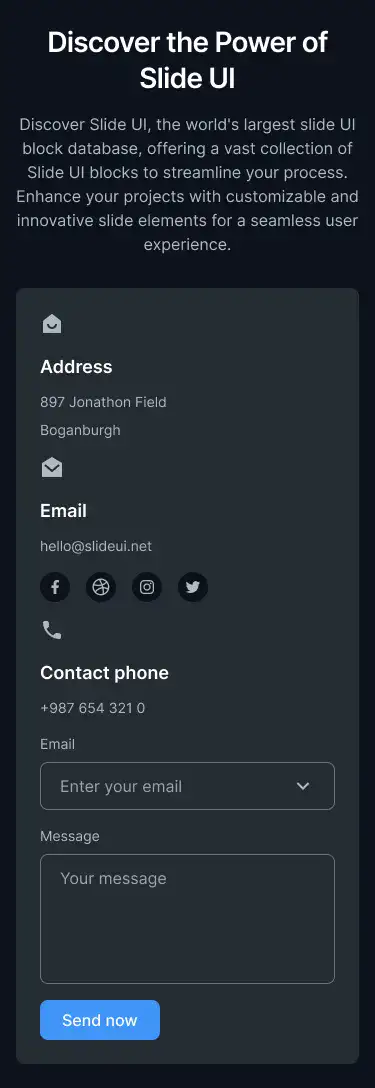 Discover the Power of
Slide UI
Discover Slide UI, the world's largest slide UI
block database, offering a vast collection of
Slide UI blocks to streamline your process.
Enhance your projects with customizable and
innovative slide elements for a seamless user
experience.
Address
897 Jonathon Field
Boganburgh
Email
hello@slideui.net
Contact phone
+987 654 321 0
Email
Enter your email
Message
Your message
Send now